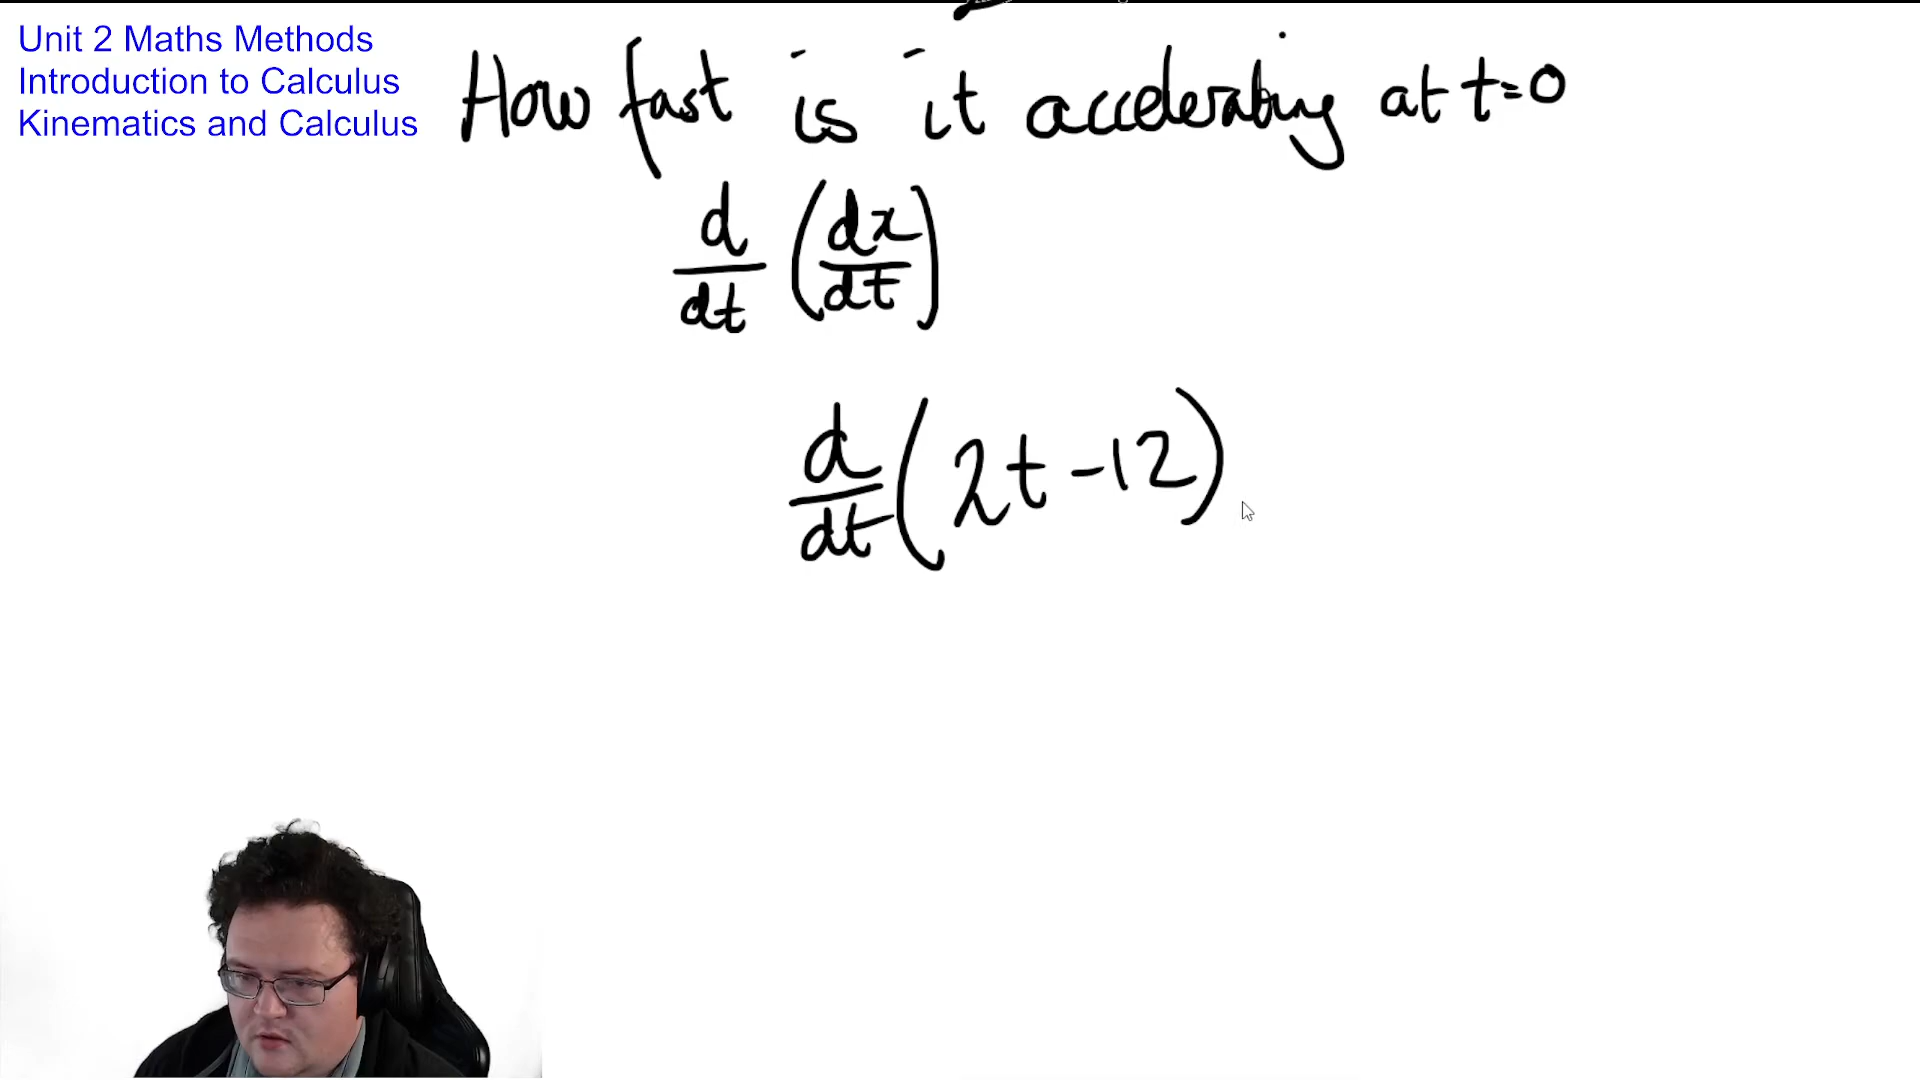 Unit 2 Maths Methods
Introduction to Calculus
Kinematics and Calculus
How fast is it accelerating at t=0
d/dt (dx/dt)
d/dt (2t-12)